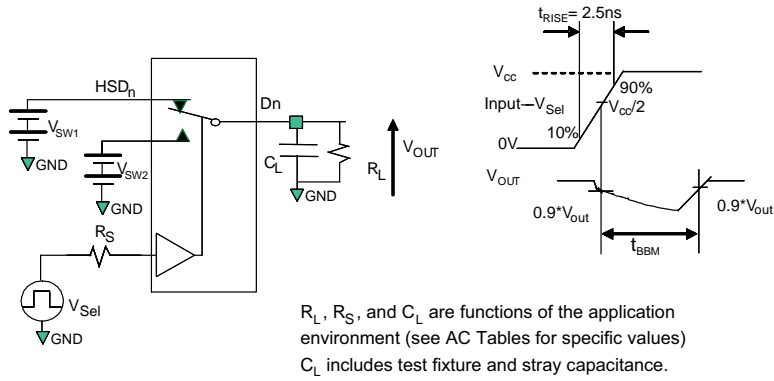 t_RISE = 2.5ns
HSD_n
V_SW1
GND
V_SW2
GND
R_S
V_Sel
GND
Dn
C_L
R_L
V_OUT
GND
V_cc
90%
Input–V_Sel
V_cc/2
10%
0V
V_OUT
0.9*V_out
0.9*V_out
t_BBM
R_L, R_S, and C_L are functions of the application
environment (see AC Tables for specific values)
C_L includes test fixture and stray capacitance.